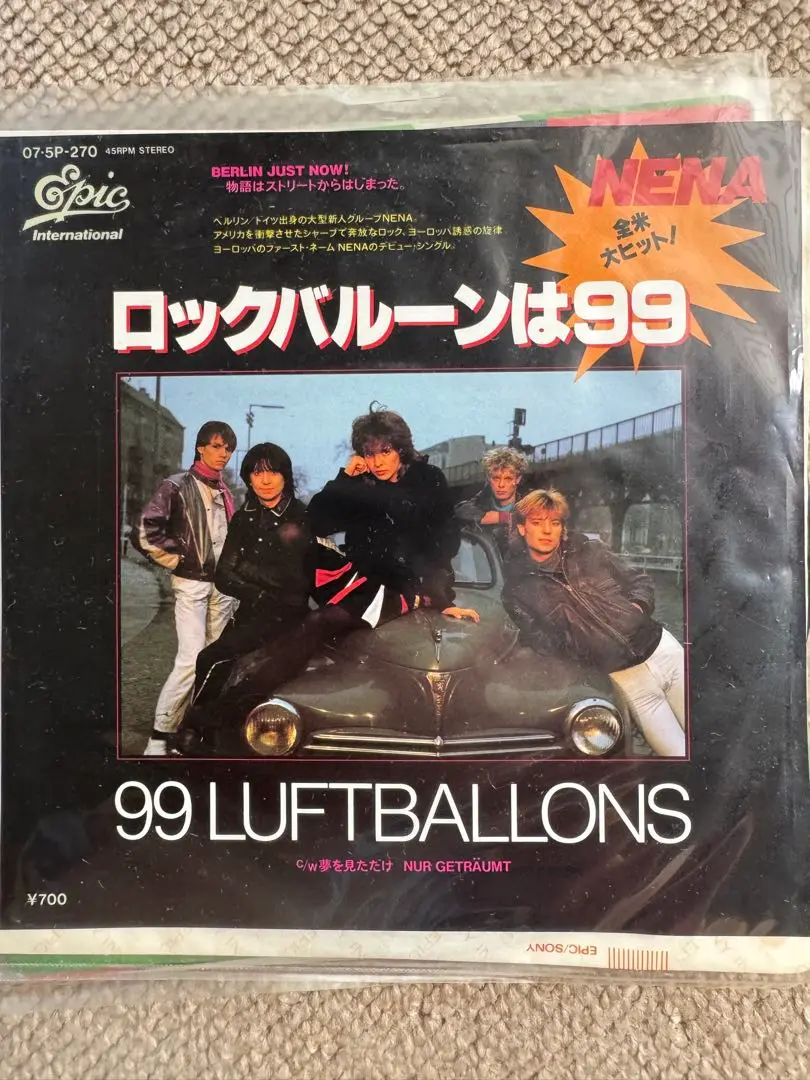 07·5P-270 45RPM STEREO
Epic
International
BERLIN JUST NOW!
物語はストリートからはじまった。
ベルリン/ドイツ出身の大型新人グループNENA。
アメリカを衝撃させたシャープで奔放なロック、ヨーロッパ誘惑の旋律
ヨーロッパのファースト・ネーム NENAのデビュー・シングル。
NENA
全米
大ヒット!
ロックバルーンは99
99 LUFTBALLONS
C/W 夢を見ただけ NUR GETRÄUMT
¥700
EPIC/SONY